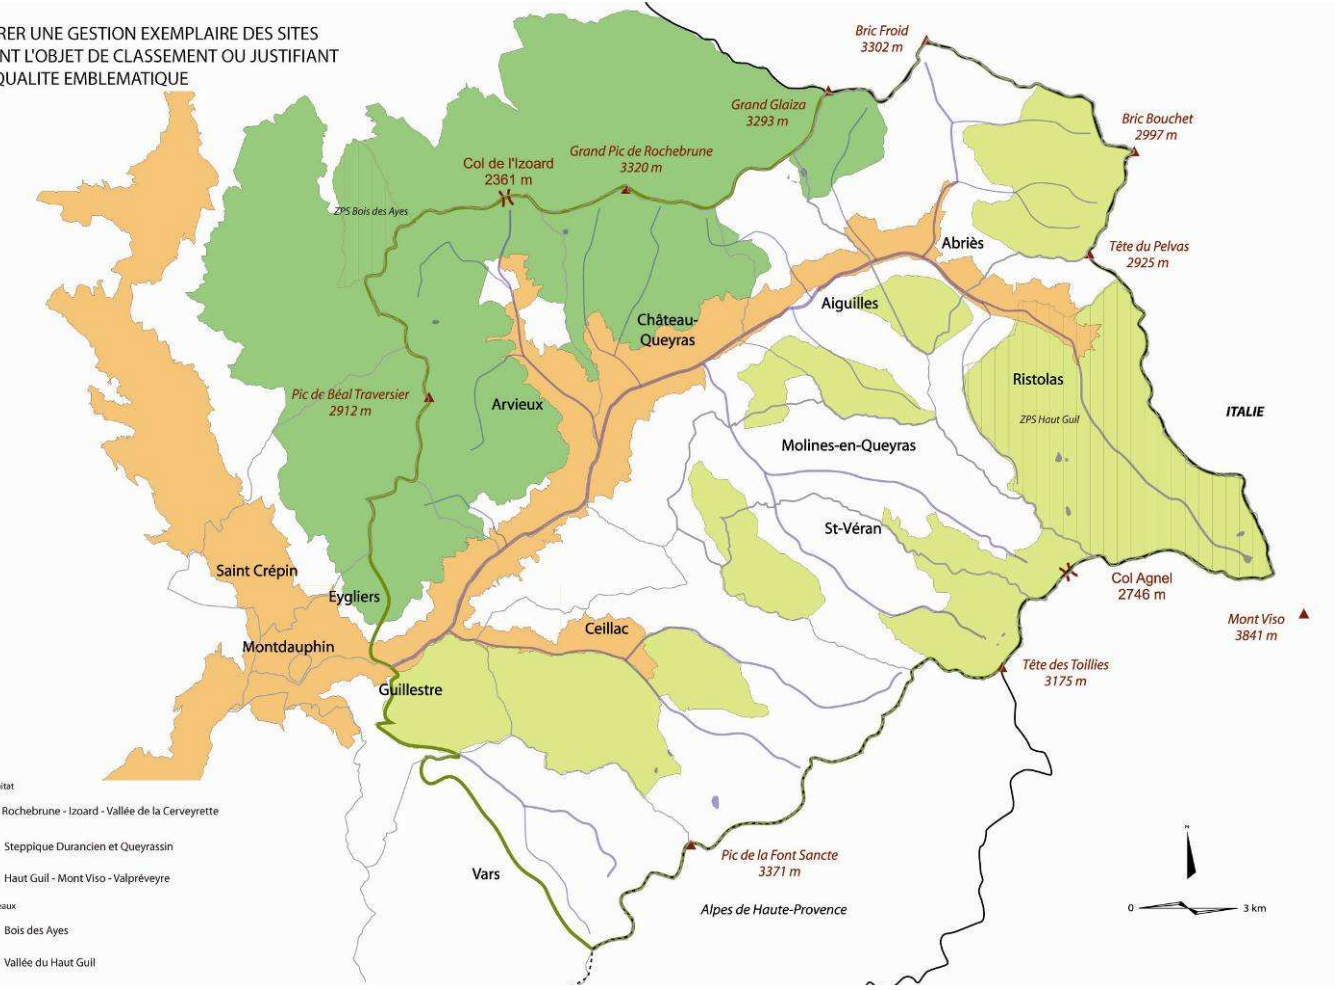 RER UNE GESTION EXEMPLAIRE DES SITES
NT L'OBJET DE CLASSEMENT OU JUSTIFIANT
QUALITE EMBLEMATIQUE
Bric Froid
3302 m
Grand Glaiza
3293 m
Bric Bouchet
2997 m
Grand Pic de Rochebrune
3320 m
Col de l'Izoard
2361 m
ZPS Bois des Ayes
Abriès
Tête du Pelvas
2925 m
Aiguilles
Château-
Queyras
Ristolas
Pic de Béal Traversier
2912 m
Arvieux
ITALIE
ZPS Haut Guil
Molines-en-Queyras
St-Véran
Saint Crépin
Col Agnel
2746 m
Eygliers
Mont Viso
3841 m
Ceillac
Montdauphin
Tête des Toillies
3175 m
Guillestre
itat
Rochebrune - Izoard - Vallée de la Cerveyrette
Steppique Durancien et Queyrassin
Haut Guil - Mont Viso - Valpréveyre
eaux
Bois des Ayes
Vallée du Haut Guil
Pic de la Font Sancte
3371 m
Vars
Alpes de Haute-Provence
N
0 3 km